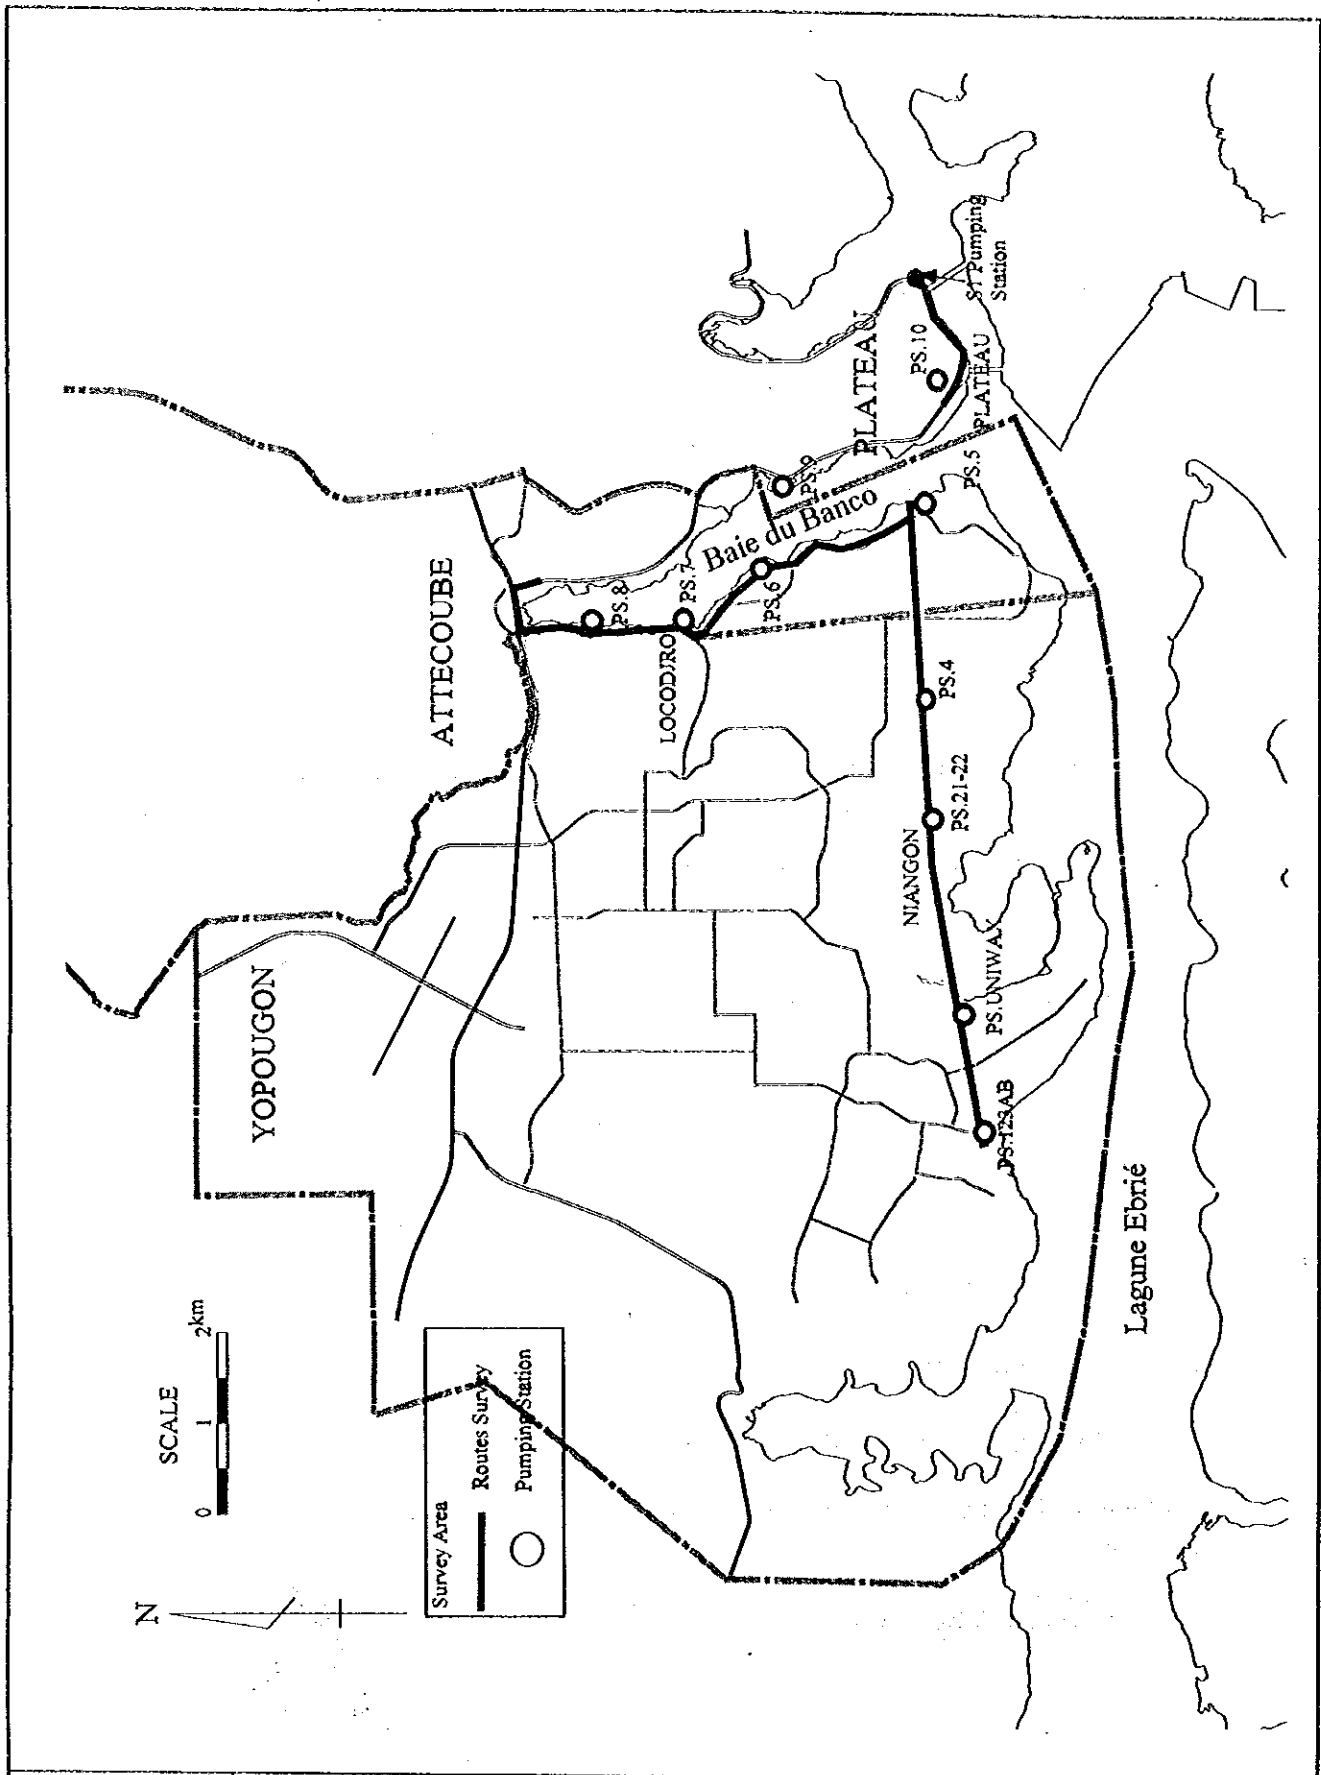 N
SCALE
0 1 2km
Survey Area
Routes Survey
Pumping Station
YOPOUGON
ATTECOUBE
LOCODJRO
PS.8
PS.7
PS.6
PS.9
Baie du Banco
PLATEAU
PS.10
PLATEAU
S1 Pumping
Station
PS.5
PS.4
PS.21-22
NIANGON
PS.UNIWAX
PS.123AB
Lagune Ebrié